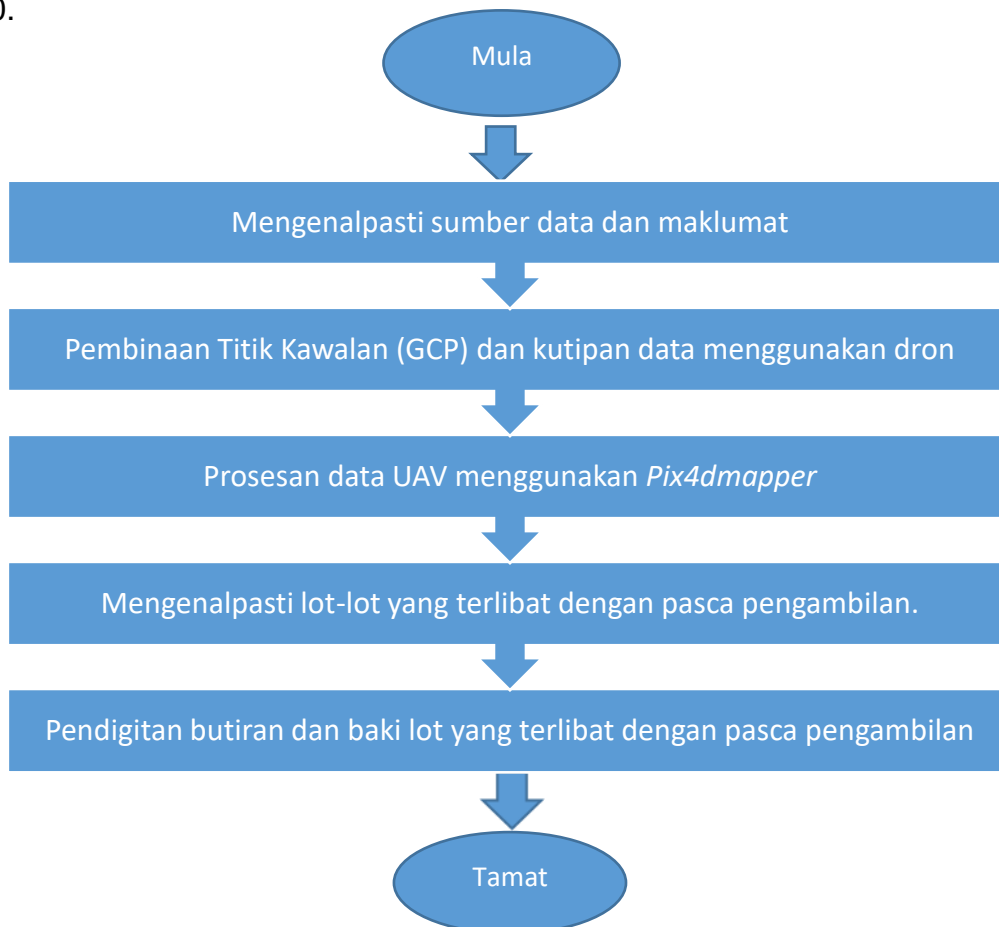 0.
Mula
Mengenalpasti sumber data dan maklumat
Pembinaan Titik Kawalan (GCP) dan kutipan data menggunakan dron
Prosesan data UAV menggunakan Pix4dmapper
Mengenalpasti lot-lot yang terlibat dengan pasca pengambilan.
Pendigitan butiran dan baki lot yang terlibat dengan pasca pengambilan
Tamat